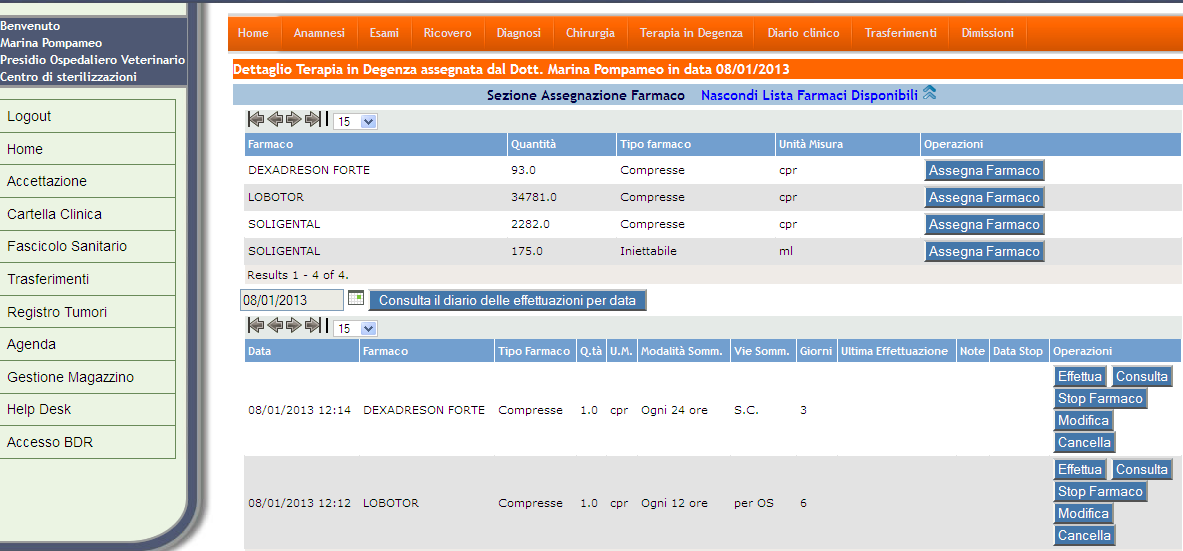 Benvenuto
Marina Pompameo
Presidio Ospedaliero Veterinario
Centro di sterilizzazioni
Logout
Home
Accettazione
Cartella Clinica
Fascicolo Sanitario
Trasferimenti
Registro Tumori
Agenda
Gestione Magazzino
Help Desk
Accesso BDR
Home Anamnesi Esami Ricovero Diagnosi Chirurgia Terapia in Degenza Diario clinico Trasferimenti Dimissioni
Dettaglio Terapia in Degenza assegnata dal Dott. Marina Pompameo in data 08/01/2013
Sezione Assegnazione Farmaco Nascondi Lista Farmaci Disponibili
15
Farmaco Quantità Tipo farmaco Unità Misura Operazioni
DEXADRESON FORTE 93.0 Compresse cpr Assegna Farmaco
LOBOTOR 34781.0 Compresse cpr Assegna Farmaco
SOLIGENTAL 2282.0 Compresse cpr Assegna Farmaco
SOLIGENTAL 175.0 Iniettabile ml Assegna Farmaco
Results 1 - 4 of 4.
08/01/2013 Consulta il diario delle effettuazioni per data
15
Data Farmaco Tipo Farmaco Q.tà U.M. Modalità Somm. Vie Somm. Giorni Ultima Effettuazione Note Data Stop Operazioni
08/01/2013 12:14 DEXADRESON FORTE Compresse 1.0 cpr Ogni 24 ore S.C. 3
Effettua Consulta
Stop Farmaco
Modifica
Cancella
08/01/2013 12:12 LOBOTOR Compresse 1.0 cpr Ogni 12 ore per OS 6
Effettua Consulta
Stop Farmaco
Modifica
Cancella